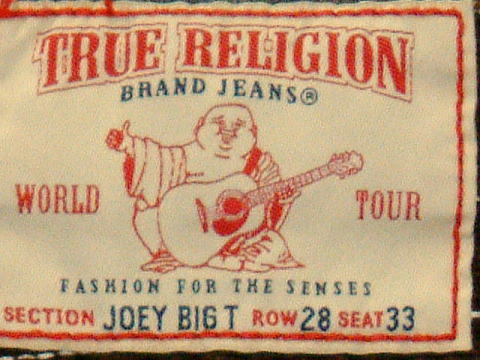 TRUE RELIGION
BRAND JEANS®
WORLD TOUR
FASHION FOR THE SENSES
SECTION JOEY BIG T ROW 28 SEAT 33